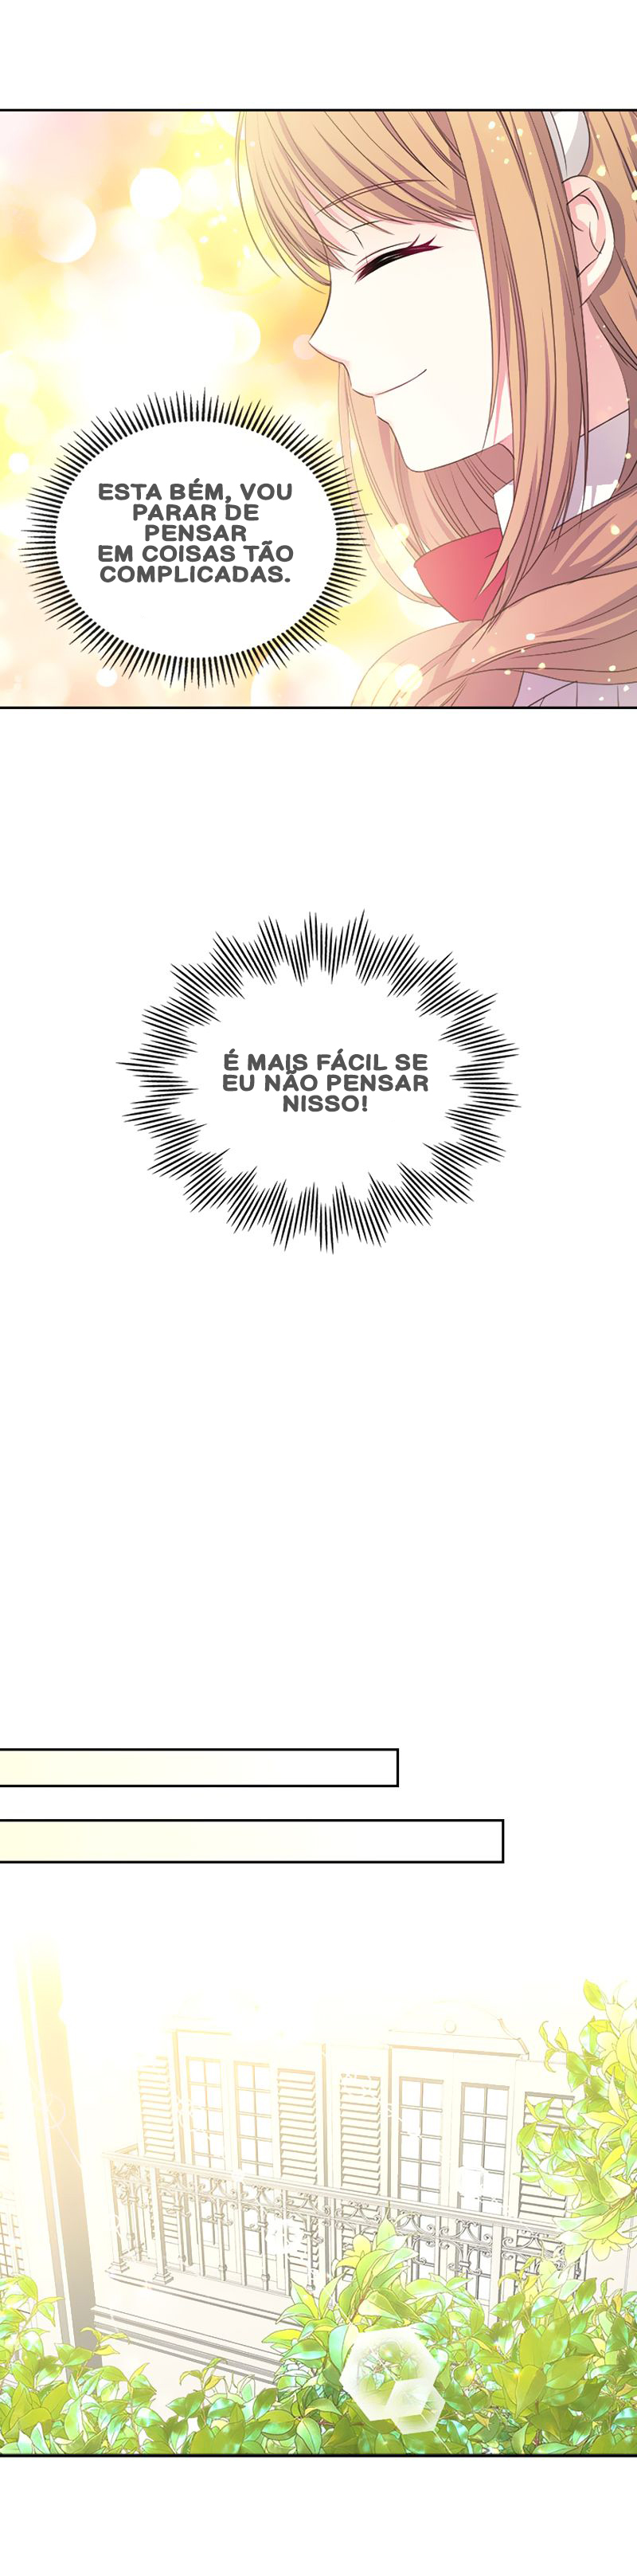 ESTA BÉM, VOU
PARAR DE
PENSAR
EM COISAS TÃO
COMPLICADAS.
É MAIS FÁCIL SE
EU NÃO PENSAR
NISSO!